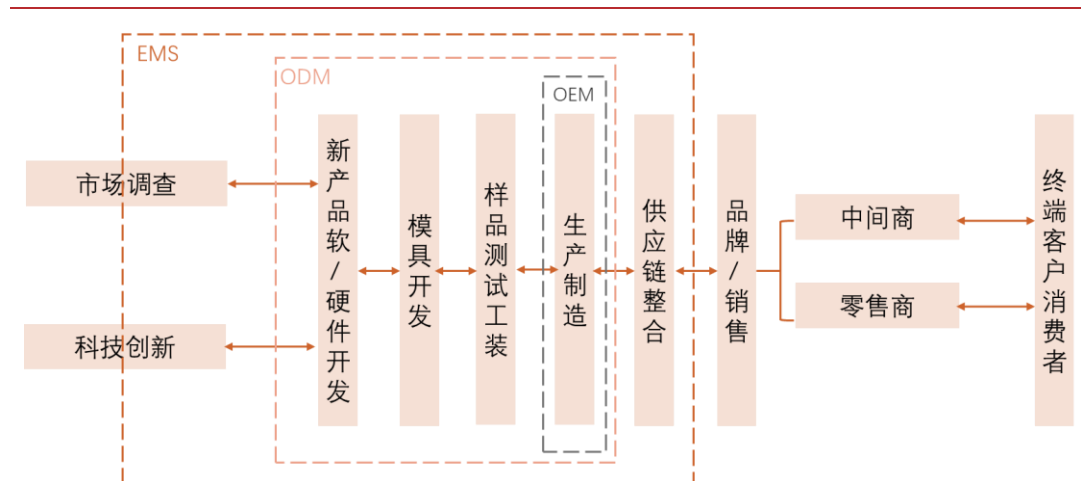 EMS
ODM
OEM
市场调查
科技创新
新产品软/硬件开发
模具开发
样品测试工装
生产制造
供应链整合
品牌/销售
中间商
零售商
终端客户消费者